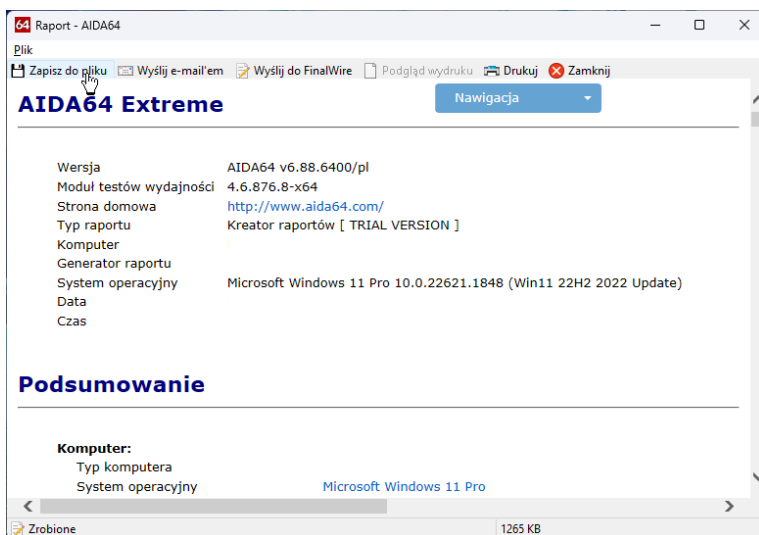 64 Raport - AIDA64
Plik
Zapisz do pliku Wyślij e-mail'em Wyślij do FinalWire Podgląd wydruku Drukuj Zamknij
AIDA64 Extreme
Nawigacja
Wersja AIDA64 v6.88.6400/pl
Moduł testów wydajności 4.6.876.8-x64
Strona domowa http://www.aida64.com/
Typ raportu Kreator raportów [ TRIAL VERSION ]
Komputer
Generator raportu
System operacyjny Microsoft Windows 11 Pro 10.0.22621.1848 (Win11 22H2 2022 Update)
Data
Czas
Podsumowanie
Komputer:
Typ komputera
System operacyjny Microsoft Windows 11 Pro
Zrobione 1265 KB